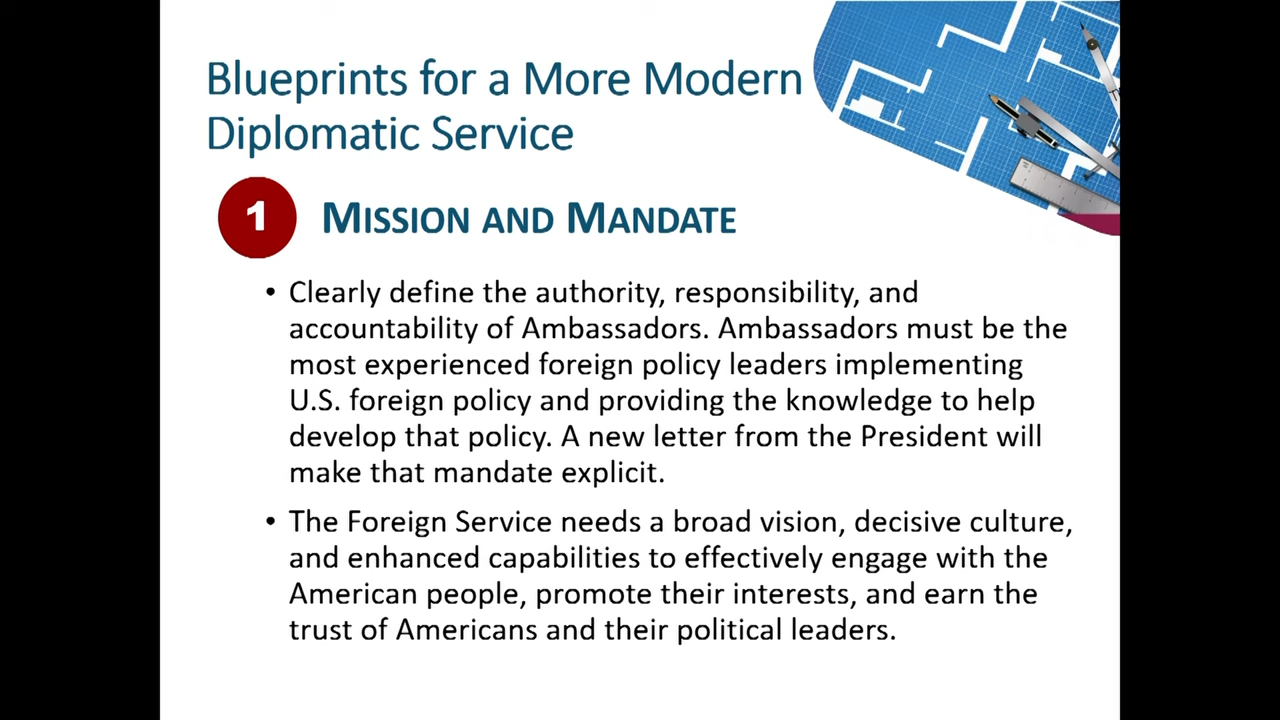 Blueprints for a More Modern
Diplomatic Service
1 MISSION AND MANDATE
• Clearly define the authority, responsibility, and
accountability of Ambassadors. Ambassadors must be the
most experienced foreign policy leaders implementing
U.S. foreign policy and providing the knowledge to help
develop that policy. A new letter from the President will
make that mandate explicit.
• The Foreign Service needs a broad vision, decisive culture,
and enhanced capabilities to effectively engage with the
American people, promote their interests, and earn the
trust of Americans and their political leaders.